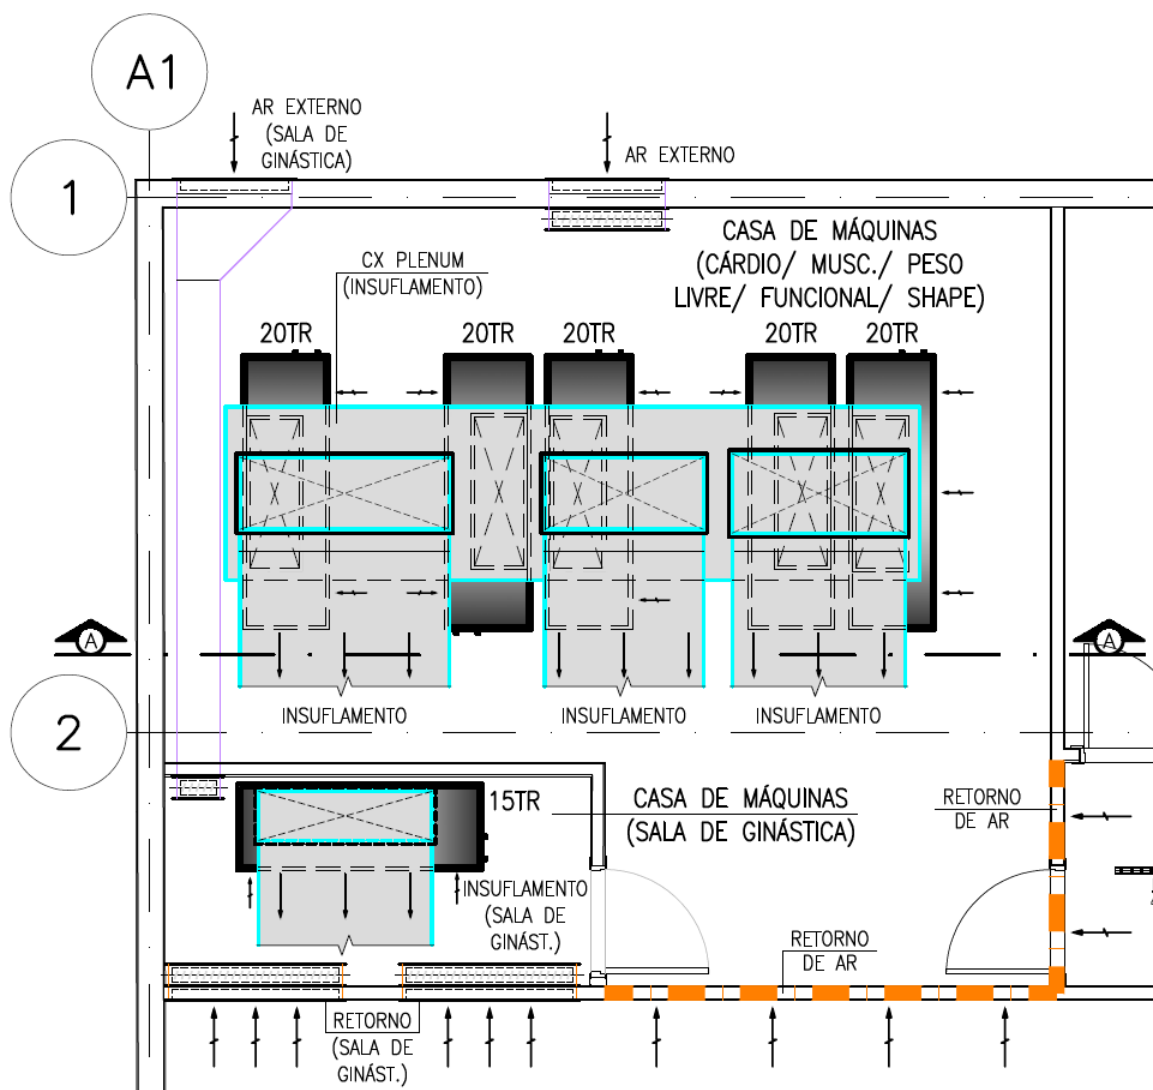 A1
AR EXTERNO
(SALA DE
GINÁSTICA)
AR EXTERNO
1
CASA DE MÁQUINAS
(CÁRDIO/ MUSC./ PESO
LIVRE/ FUNCIONAL/ SHAPE)
CX PLENUM
(INSUFLAMENTO)
20TR
20TR
20TR
20TR
20TR
A
A
INSUFLAMENTO
INSUFLAMENTO
INSUFLAMENTO
2
15TR
CASA DE MÁQUINAS
(SALA DE GINÁSTICA)
RETORNO
DE AR
INSUFLAMENTO
(SALA DE
GINÁST.)
RETORNO
DE AR
RETORNO
(SALA DE
GINÁST.)